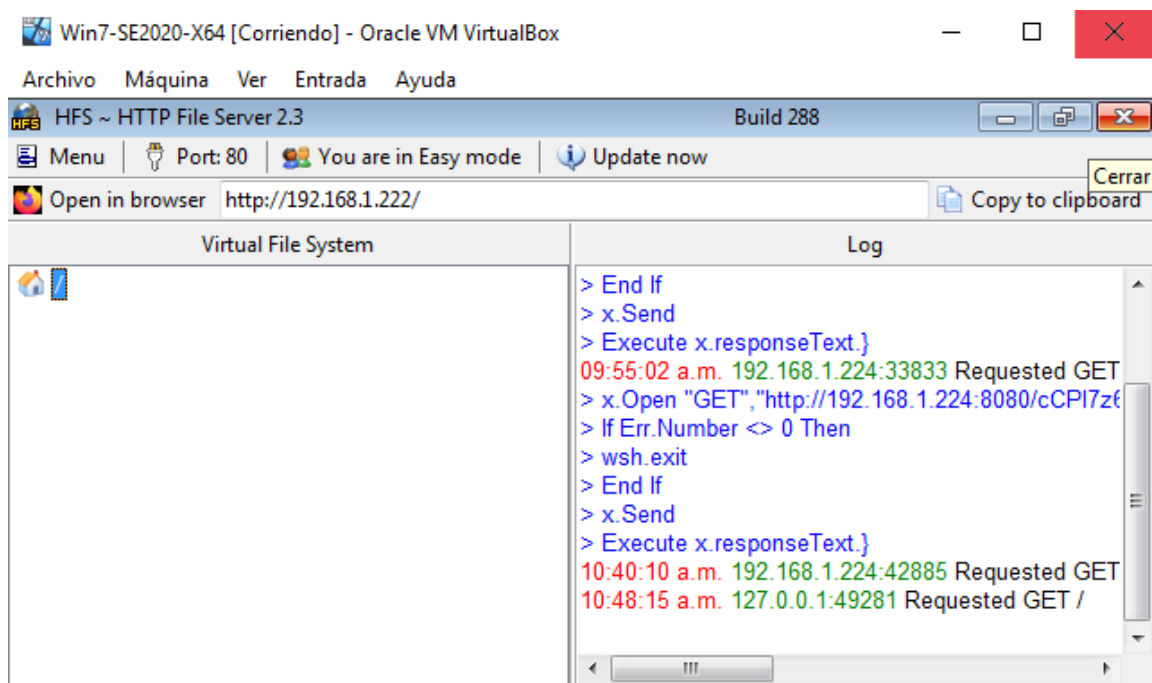 Win7-SE2020-X64 [Corriendo] - Oracle VM VirtualBox
Archivo Máquina Ver Entrada Ayuda
HFS ~ HTTP File Server 2.3 Build 288
Menu Port: 80 You are in Easy mode Update now
Cerrar
Open in browser http://192.168.1.222/ Copy to clipboard
Virtual File System Log
/
> End If
> x.Send
> Execute x.responseText.}
09:55:02 a.m. 192.168.1.224:33833 Requested GET
> x.Open "GET","http://192.168.1.224:8080/
> If Err.Number <> 0 Then
> wsh.exit
> End If
> x.Send
> Execute x.responseText.}
10:40:10 a.m. 192.168.1.224:42885 Requested GET
10:48:15 a.m. 127.0.0.1:49281 Requested GET /